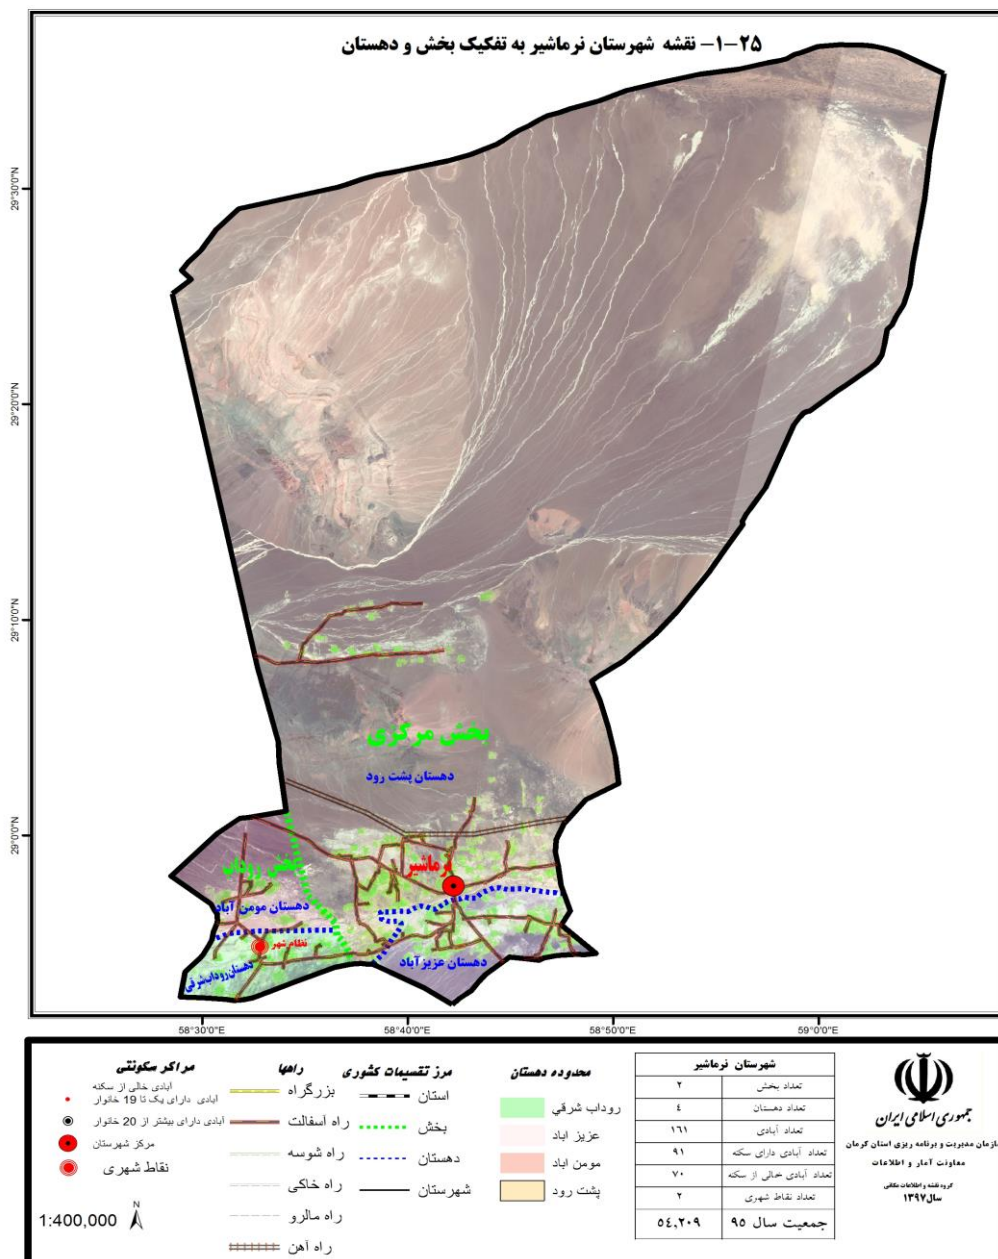 ۲۵-۱- نقشه شهرستان نرماشیر به تفکیک بخش و دهستان
29°30'0"N
29°20'0"N
29°10'0"N
29°0'0"N
بخش مرکزی
دهستان پشت رود
بخش روداب
نرماشیر
دهستان مومن آباد
نظام شهر
دهستان روداب شرقی
دهستان عزیزآباد
58°30'0"E
58°40'0"E
58°50'0"E
59°0'0"E
جمهوری اسلامی ایران
سازمان مدیریت و برنامه ریزی استان کرمان
معاونت آمار و اطلاعات
گروه نقشه و اطلاعات مکانی
سال ۱۳۹۷
شهرستان نرماشیر
تعداد بخش ۲
تعداد دهستان ٤
تعداد آبادی ۱٦۱
تعداد آبادی دارای سکنه ۹۱
تعداد آبادی خالی از سکنه ۷۰
تعداد نقاط شهری ۲
جمعیت سال ۹۵ ٥٤,۲۰۹
محدوده دهستان
روداب شرقي
عزیز اباد
مومن اباد
پشت رود
مرز تقسیمات کشوری
استان
بخش
دهستان
شهرستان
راهها
بزرگراه
راه آسفالت
راه شوسه
راه خاکی
راه مالرو
راه آهن
مراکز سکونتی
آبادی خالی از سکنه
آبادی دارای یک تا 19 خانوار
آبادی دارای بیشتر از 20 خانوار
مرکز شهرستان
نقاط شهری
N
1:400,000